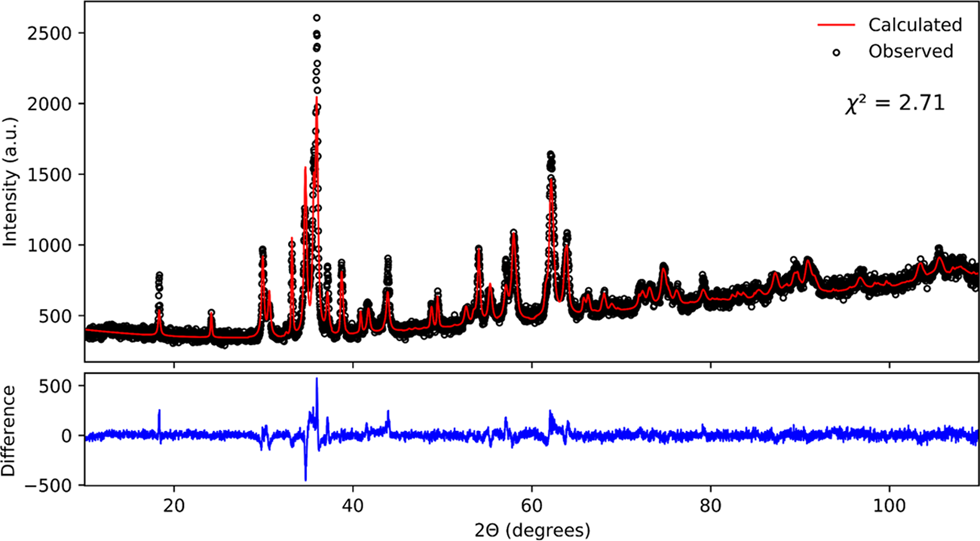 Intensity (a.u.)
2500
2000
1500
1000
500
Calculated
Observed
χ² = 2.71
Difference
500
0
−500
20
40
60
80
100
2Θ (degrees)